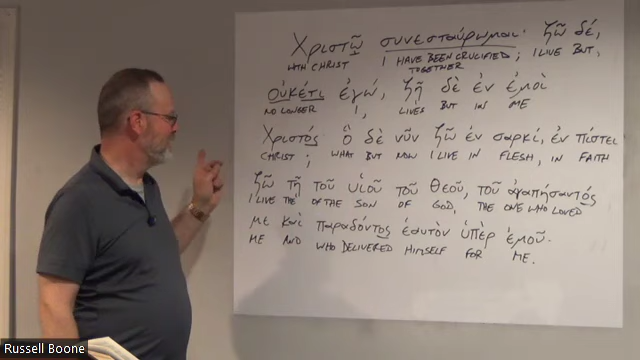 Χριστῷ συνεσταύρωμαι· ζῶ δέ,
WITH CHRIST I HAVE BEEN CRUCIFIED; I LIVE BUT,
TOGETHER
Οὐκέτι ἐγώ, ζῇ δὲ ἐν ἐμοὶ
NO LONGER I, LIVES BUT IN ME
Χριστός ὃ δὲ νῦν ζῶ ἐν σαρκί, ἐν πίστει
CHRIST; WHAT BUT NOW I LIVE IN FLESH, IN FAITH
ζῶ τῇ τοῦ υἱοῦ τοῦ Θεοῦ, τοῦ ἀγαπήσαντός
I LIVE THE OF THE SON OF GOD, THE ONE WHO LOVED
με καὶ παραδόντος ἑαυτὸν ὑπὲρ ἐμοῦ.
ME AND WHO DELIVERED HIMSELF FOR ME.
Russell Boone